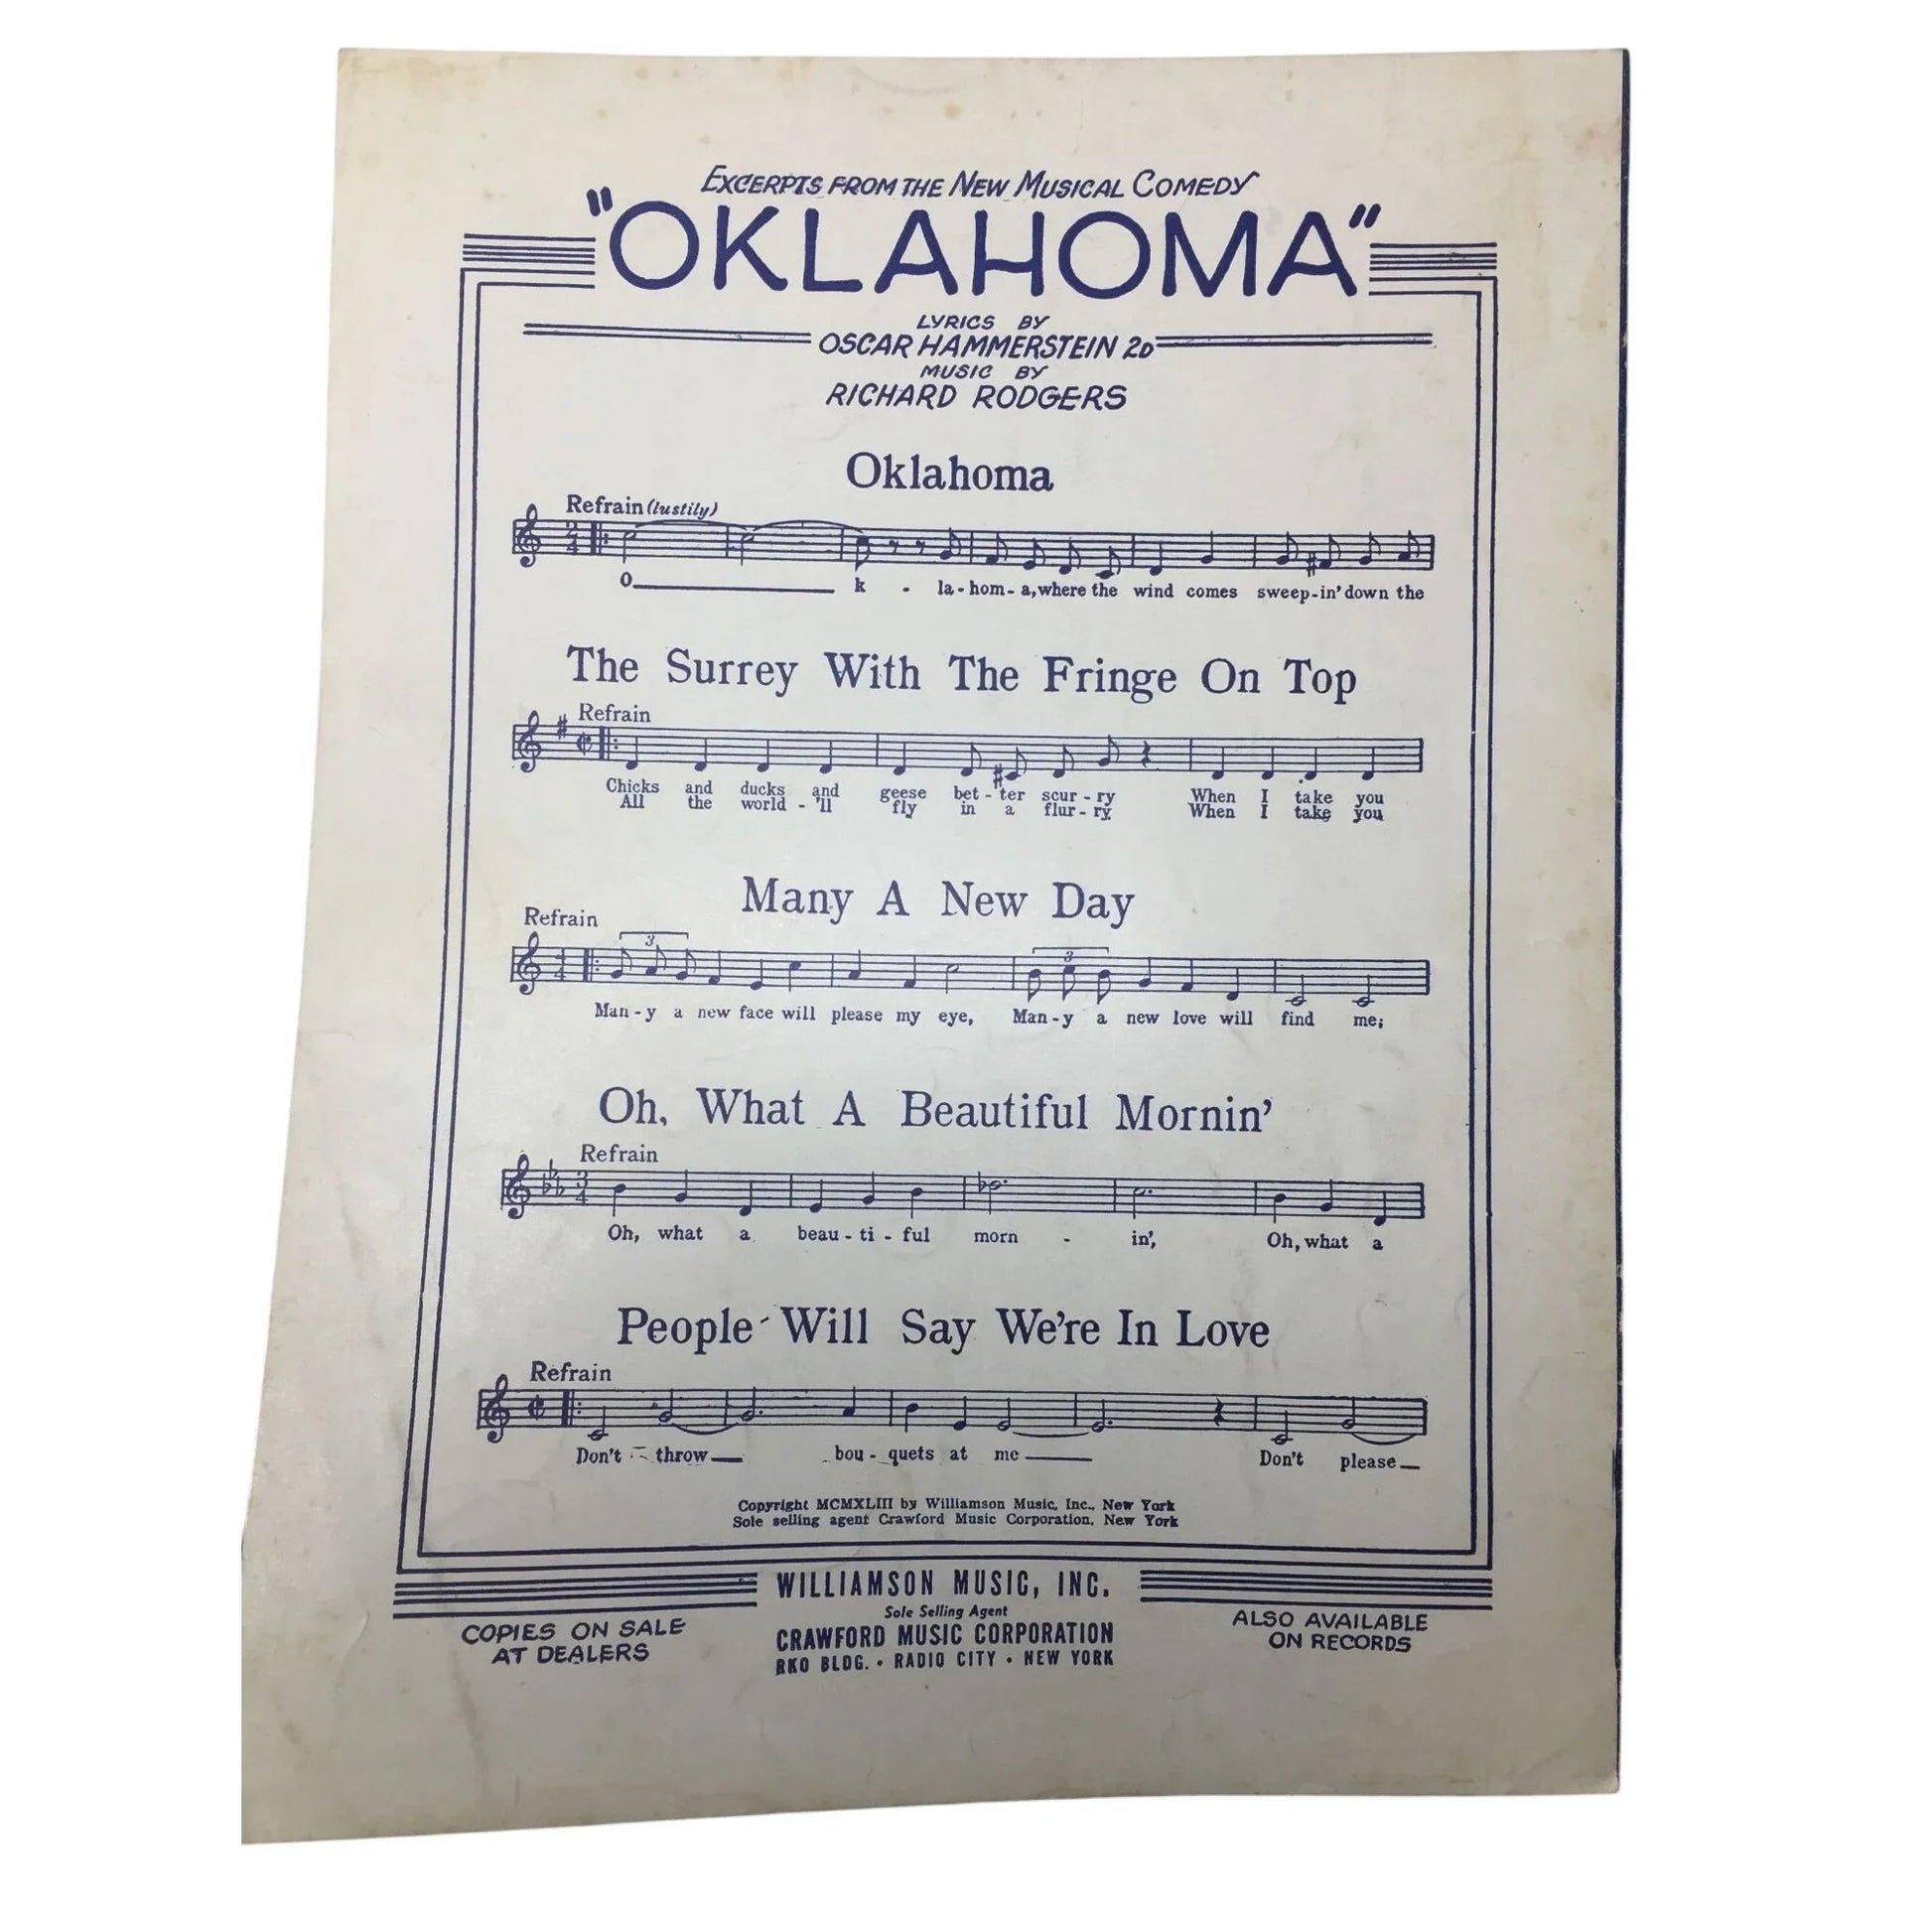 EXCERPTS FROM THE NEW MUSICAL COMEDY
"OKLAHOMA"
LYRICS BY
OSCAR HAMMERSTEIN 2D
MUSIC BY
RICHARD RODGERS
Oklahoma
Refrain (lustily)
O k - la-hom-a, where the wind comes sweep-in' down the
The Surrey With The Fringe On Top
Refrain
Chicks and ducks and geese bet-ter scur-ry When I take you
All the world-'ll fly in a flur-ry When I take you
Many A New Day
Refrain
3 3
Man-y a new face will please my eye, Man-y a new love will find me;
Oh, What A Beautiful Mornin'
Refrain
Oh, what a beau-ti-ful morn - in', Oh, what a
People Will Say We're In Love
Refrain
Don't throw bou-quets at me Don't please
Copyright MCMXLIII by Williamson Music, Inc., New York
Sole selling agent Crawford Music Corporation, New York
WILLIAMSON MUSIC, INC.
Sole Selling Agent
CRAWFORD MUSIC CORPORATION
RKO BLDG. • RADIO CITY • NEW YORK
COPIES ON SALE
AT DEALERS
ALSO AVAILABLE
ON RECORDS